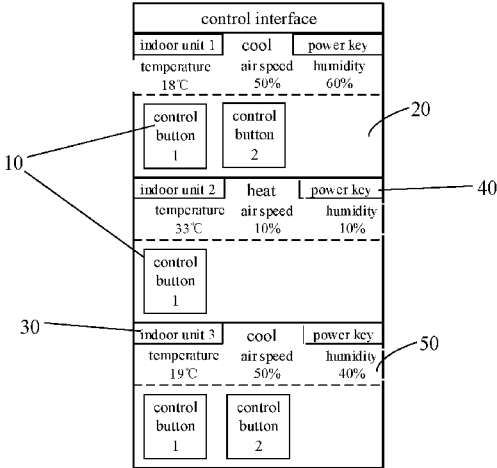 control interface
indoor unit 1 cool power key
temperature air speed humidity
18℃ 50% 60%
control button 1
control button 2
20
10
indoor unit 2 heat power key
40
temperature air speed humidity
33℃ 10% 10%
control button 1
30
indoor unit 3 cool power key
50
temperature air speed humidity
19℃ 50% 40%
control button 1
control button 2